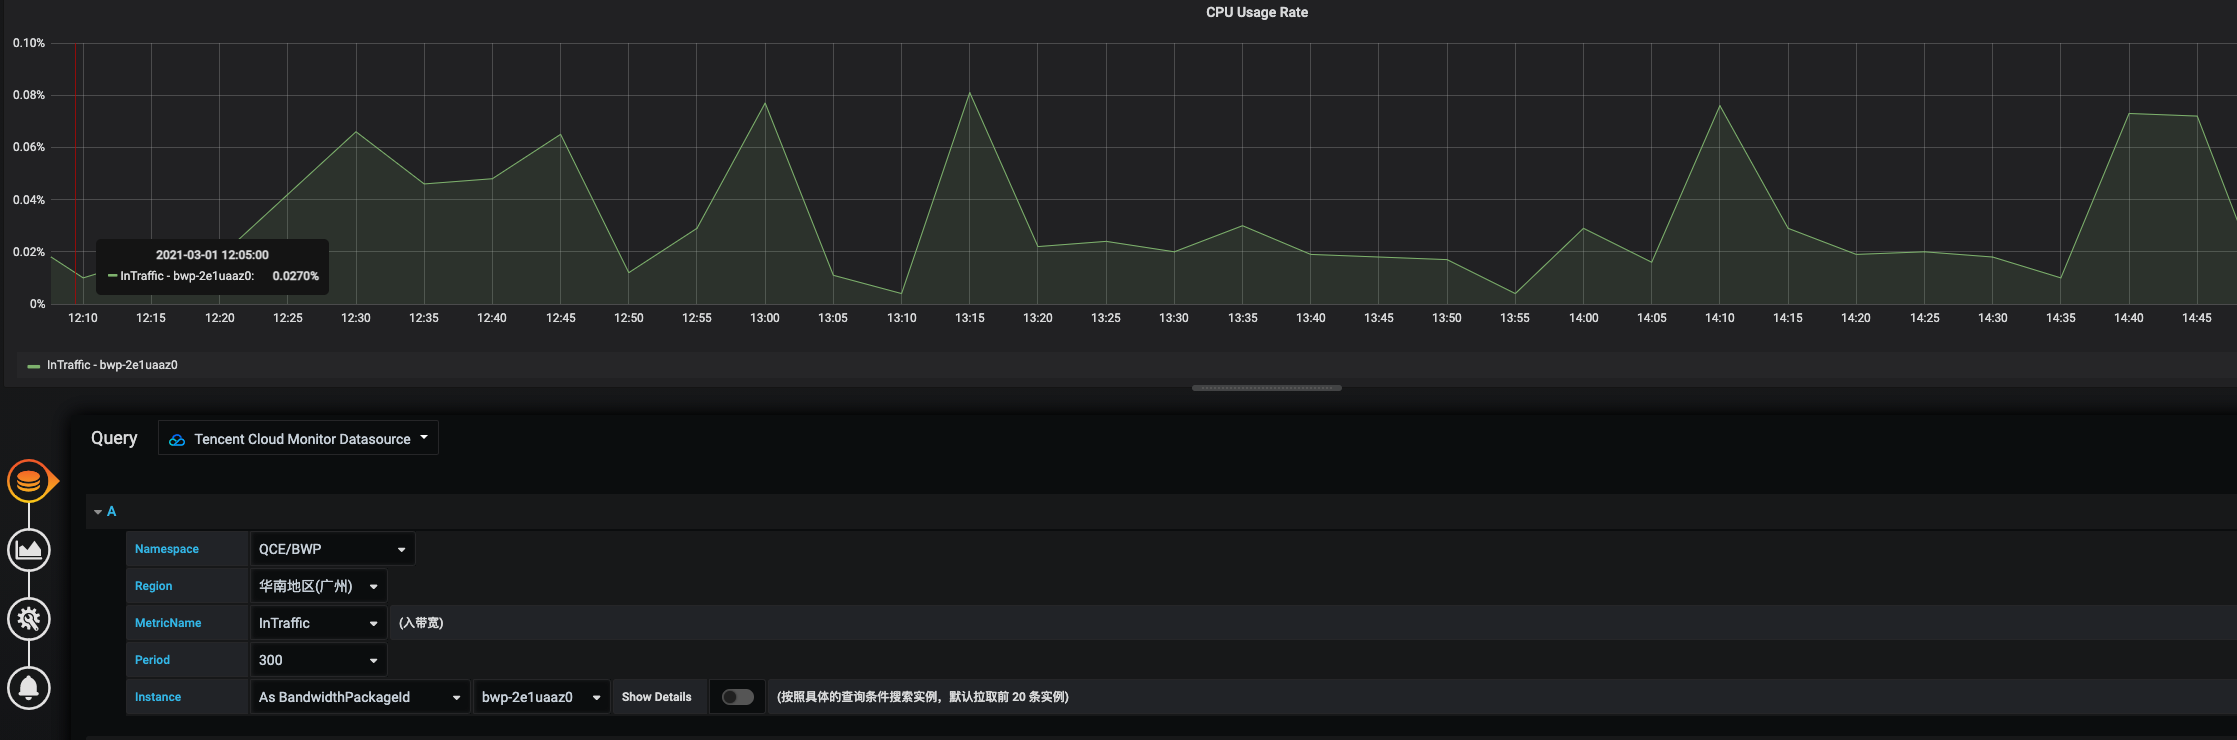 CPU Usage Rate
0.10%
0.08%
0.06%
0.04%
0.02%
0%
2021-03-01 12:05:00
InTraffic - bwp-2e1uaaz0: 0.0270%
12:10 12:15 12:20 12:25 12:30 12:35 12:40 12:45 12:50 12:55 13:00 13:05 13:10 13:15 13:20 13:25 13:30 13:35 13:40 13:45 13:50 13:55 14:00 14:05 14:10 14:15 14:20 14:25 14:30 14:35 14:40 14:45
InTraffic - bwp-2e1uaaz0
Query Tencent Cloud Monitor Datasource
A
Namespace QCE/BWP
Region 华南地区(广州)
MetricName InTraffic (入带宽)
Period 300
Instance As BandwidthPackageId bwp-2e1uaaz0 Show Details (按照具体的查询条件搜索实例，默认拉取前 20 条实例)